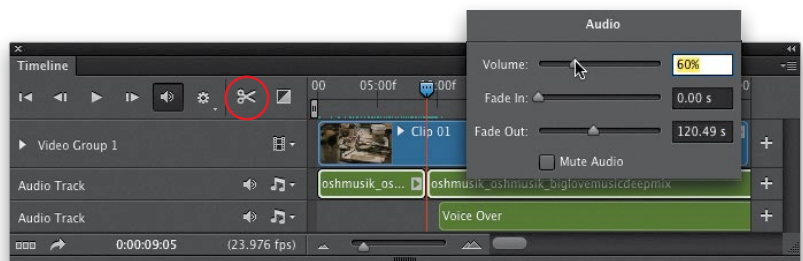 Audio
Timeline
Volume: 60%
00 05:00f :00f 0
Fade In: 0.00 s
Fade Out: 120.49 s
Mute Audio
Video Group 1
Clip 01
Audio Track
oshmusik_os...
oshmusik_oshmusik_biglovemusicdeepmix
Audio Track
Voice Over
0:00:09:05 (23.976 fps)